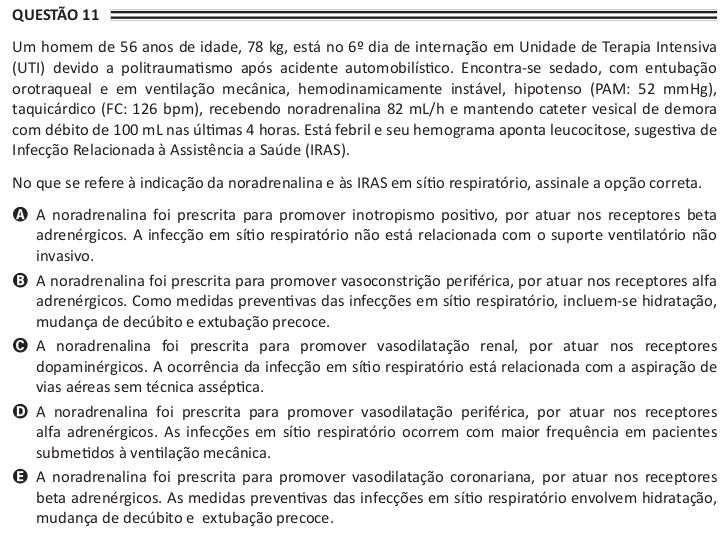 QUESTÃO 11
Um homem de 56 anos de idade, 78 kg, está no 6º dia de internação em Unidade de Terapia Intensiva
(UTI) devido a politraumatismo após acidente automobilístico. Encontra-se sedado, com entubação
orotraqueal e em ventilação mecânica, hemodinamicamente instável, hipotenso (PAM: 52 mmHg),
taquicárdico (FC: 126 bpm), recebendo noradrenalina 82 mL/h e mantendo cateter vesical de demora
com débito de 100 mL nas últimas 4 horas. Está febril e seu hemograma aponta leucocitose, sugestiva de
Infecção Relacionada à Assistência a Saúde (IRAS).
No que se refere à indicação da noradrenalina e às IRAS em sítio respiratório, assinale a opção correta.
A A noradrenalina foi prescrita para promover inotropismo positivo, por atuar nos receptores beta
adrenérgicos. A infecção em sítio respiratório não está relacionada com o suporte ventilatório não
invasivo.
B A noradrenalina foi prescrita para promover vasoconstrição periférica, por atuar nos receptores alfa
adrenérgicos. Como medidas preventivas das infecções em sítio respiratório, incluem-se hidratação,
mudança de decúbito e extubação precoce.
C A noradrenalina foi prescrita para promover vasodilatação renal, por atuar nos receptores
dopaminérgicos. A ocorrência da infecção em sítio respiratório está relacionada com a aspiração de
vias aéreas sem técnica asséptica.
D A noradrenalina foi prescrita para promover vasodilatação periférica, por atuar nos receptores
alfa adrenérgicos. As infecções em sítio respiratório ocorrem com maior frequência em pacientes
submetidos à ventilação mecânica.
E A noradrenalina foi prescrita para promover vasodilatação coronariana, por atuar nos receptores
beta adrenérgicos. As medidas preventivas das infecções em sítio respiratório envolvem hidratação,
mudança de decúbito e extubação precoce.